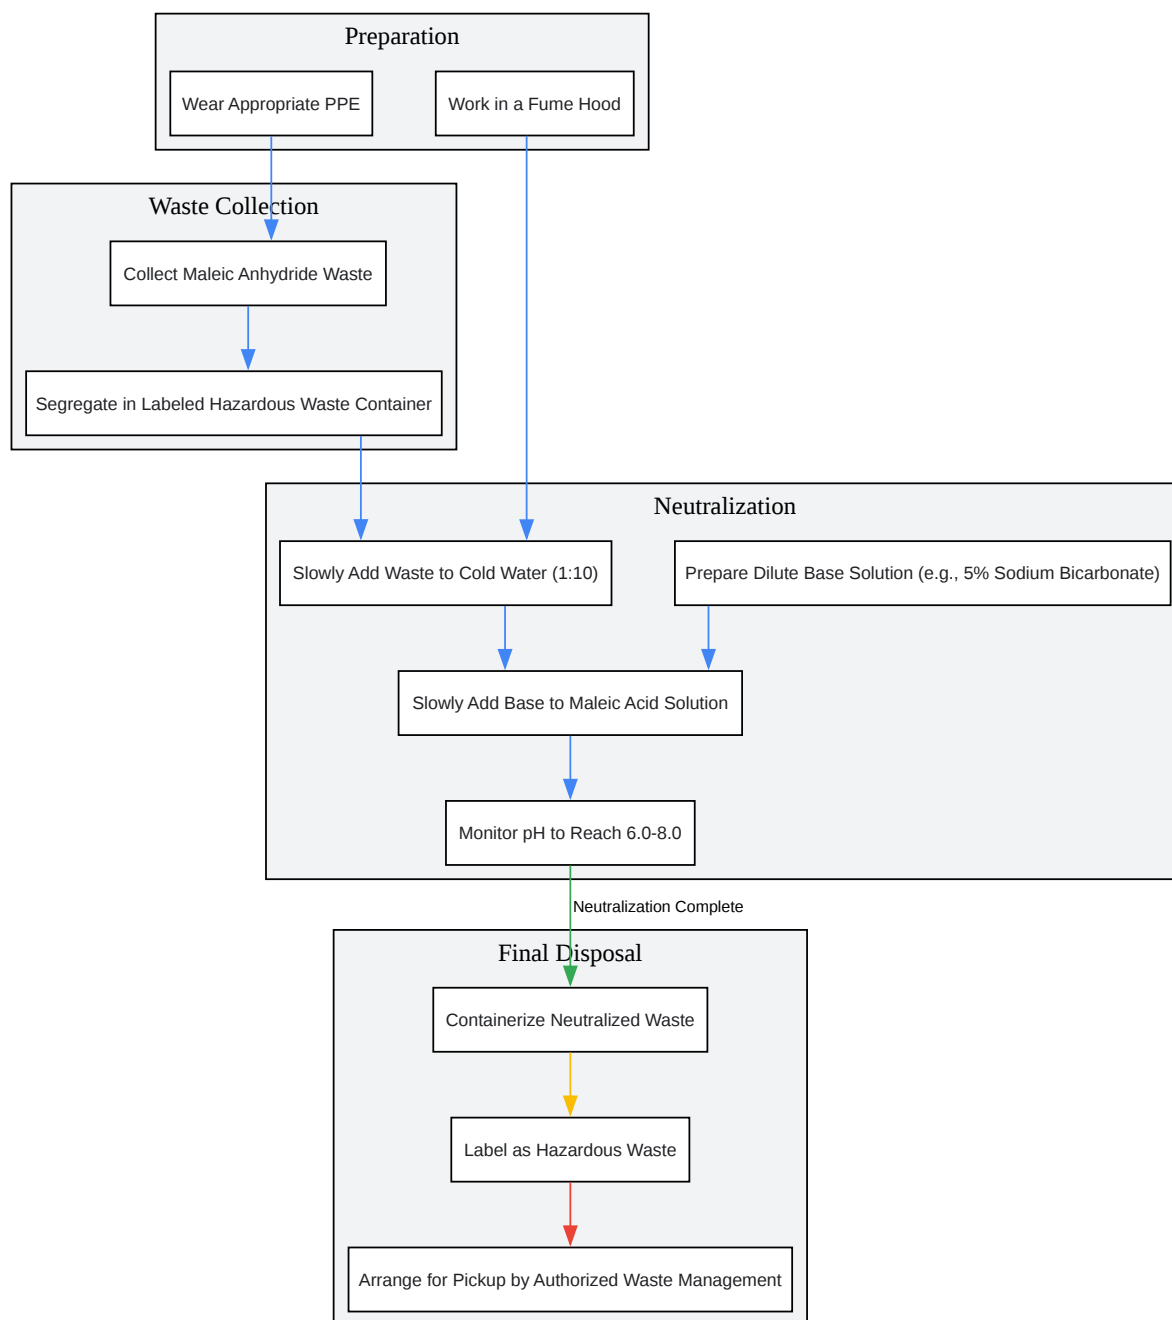 Preparation
Wear Appropriate PPE
Work in a Fume Hood
Waste Collection
Collect Maleic Anhydride Waste
Segregate in Labeled Hazardous Waste Container
Neutralization
Slowly Add Waste to Cold Water (1:10)
Prepare Dilute Base Solution (e.g., 5% Sodium Bicarbonate)
Slowly Add Base to Maleic Acid Solution
Monitor pH to Reach 6.0-8.0
Neutralization Complete
Final Disposal
Containerize Neutralized Waste
Label as Hazardous Waste
Arrange for Pickup by Authorized Waste Management